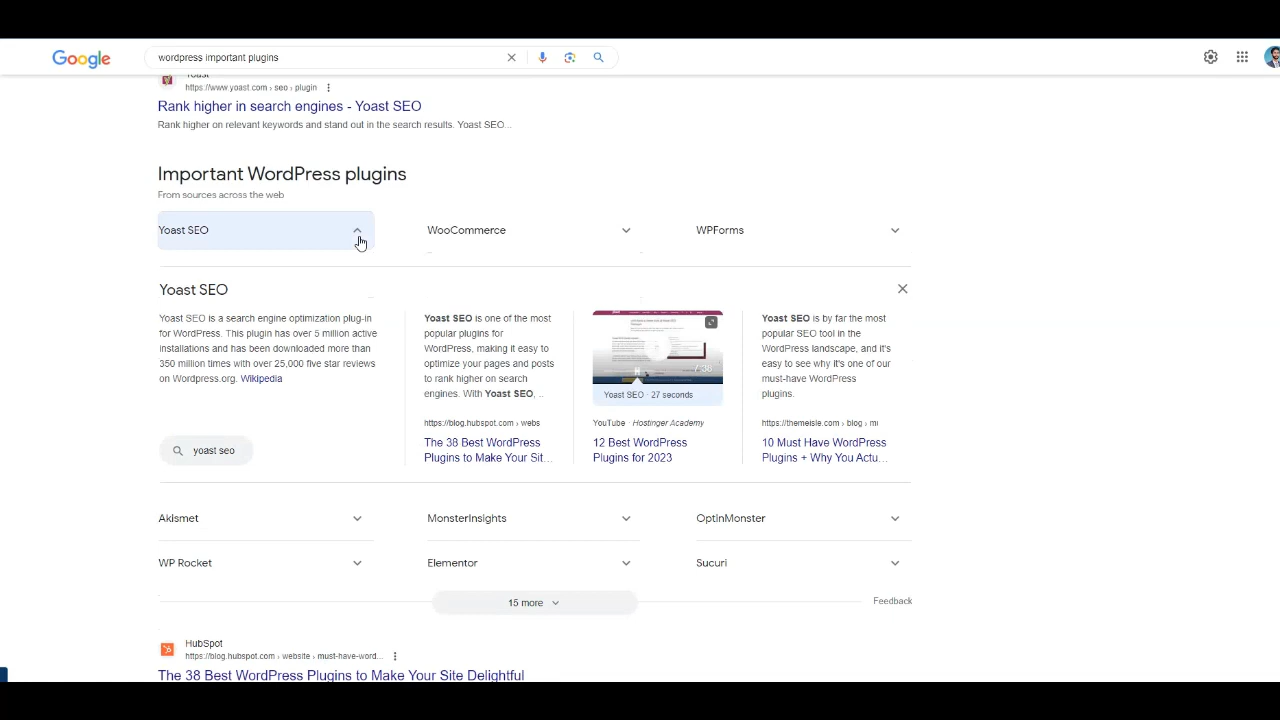 Google
wordpress important plugins
Yoast
https://www.yoast.com › seo › plugin
Rank higher in search engines - Yoast SEO
Rank higher on relevant keywords and stand out in the search results. Yoast SEO...
Important WordPress plugins
From sources across the web
Yoast SEO
WooCommerce
WPForms
Yoast SEO
Yoast SEO is a search engine optimization plug-in
for WordPress. This plugin has over 5 million active
installations and has been downloaded more than
350 million times with over 25,000 five star reviews
on Wordpress.org. Wikipedia
yoast seo
Yoast SEO is one of the most
popular plugins for
WordPress, making it easy to
optimize your pages and posts
to rank higher on search
engines. With Yoast SEO, ..
https://blog.hubspot.com › webs
The 38 Best WordPress
Plugins to Make Your Sit...
Yoast SEO · 27 seconds
YouTube · Hostinger Academy
12 Best WordPress
Plugins for 2023
Yoast SEO is by far the most
popular SEO tool in the
WordPress landscape, and it's
easy to see why it's one of our
must-have WordPress
plugins.
https://themeisle.com › blog › mi
10 Must Have WordPress
Plugins + Why You Actu...
Akismet
MonsterInsights
OptinMonster
WP Rocket
Elementor
Sucuri
15 more
Feedback
HubSpot
https://blog.hubspot.com › website › must-have-word...
The 38 Best WordPress Plugins to Make Your Site Delightful